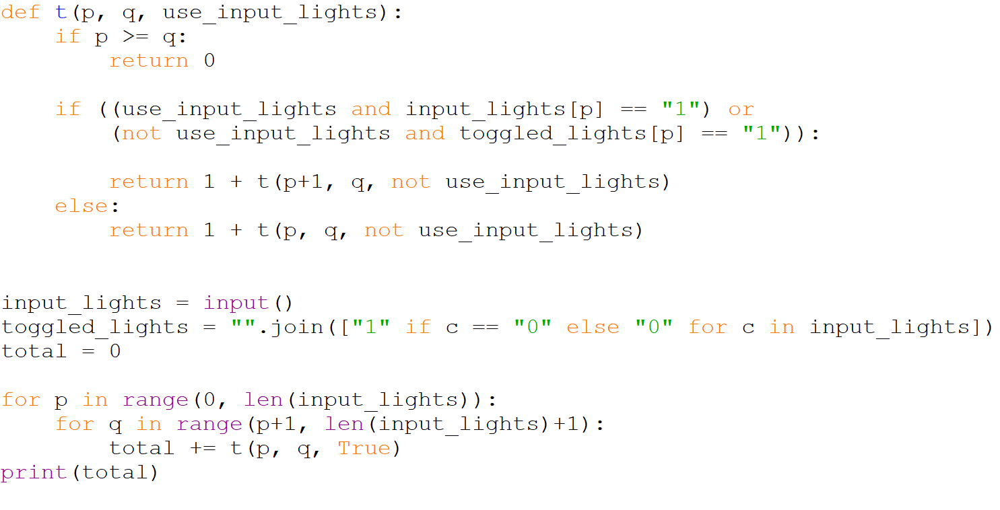 def t(p, q, use_input_lights):
    if p >= q:
        return 0

    if ((use_input_lights and input_lights[p] == "1") or
        (not use_input_lights and toggled_lights[p] == "1")):

        return 1 + t(p+1, q, not use_input_lights)
    else:
        return 1 + t(p, q, not use_input_lights)


input_lights = input()
toggled_lights = "".join(["1" if c == "0" else "0" for c in input_lights])
total = 0

for p in range(0, len(input_lights)):
    for q in range(p+1, len(input_lights)+1):
        total += t(p, q, True)
print(total)